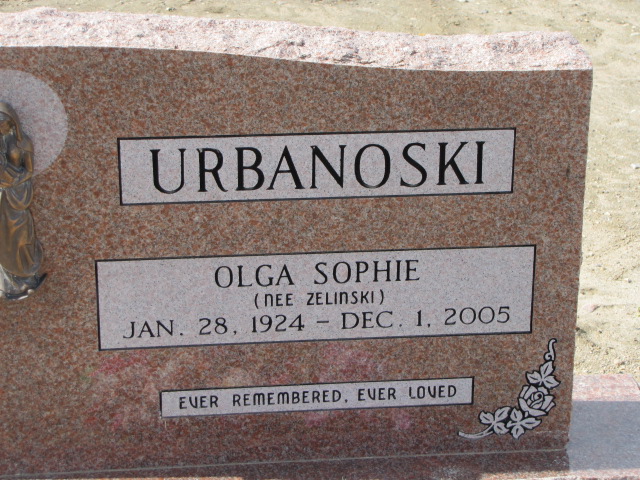 URBANOSKI
OLGA SOPHIE
(NEE ZELINSKI)
JAN. 28, 1924 – DEC. 1, 2005
EVER REMEMBERED, EVER LOVED